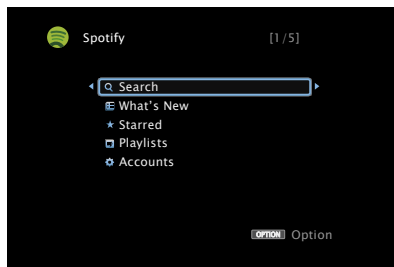 Spotify [1/5]
Search
What's New
Starred
Playlists
Accounts
OPTION Option